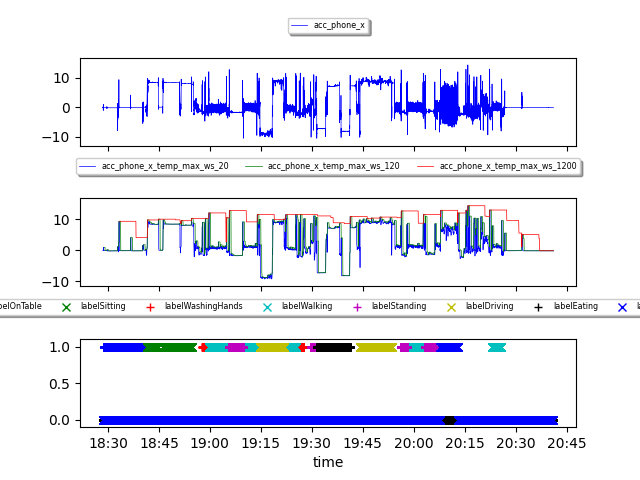 acc_phone_x
10
0
−10
acc_phone_x_temp_max_ws_20 acc_phone_x_temp_max_ws_120 acc_phone_x_temp_max_ws_1200
10
0
−10
belOnTable labelSitting labelWashingHands labelWalking labelStanding labelDriving labelEating la
1.0
0.5
0.0
18:30 18:45 19:00 19:15 19:30 19:45 20:00 20:15 20:30 20:45
time